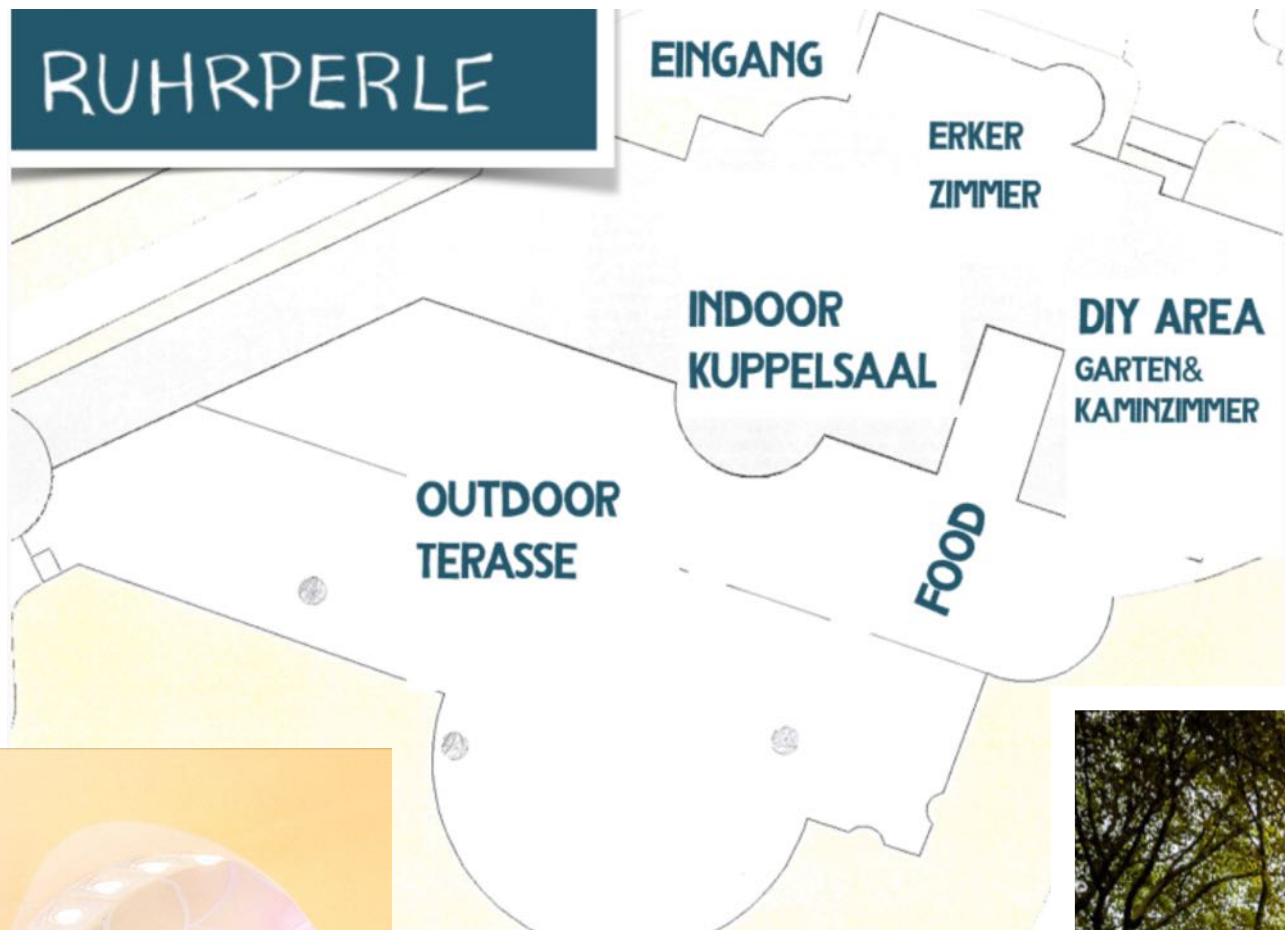 RUHRPERLE
EINGANG
ERKER
ZIMMER
INDOOR
KUPPELSAAL
DIY AREA
GARTEN&
KAMINZIMMER
OUTDOOR
TERASSE
FOOD